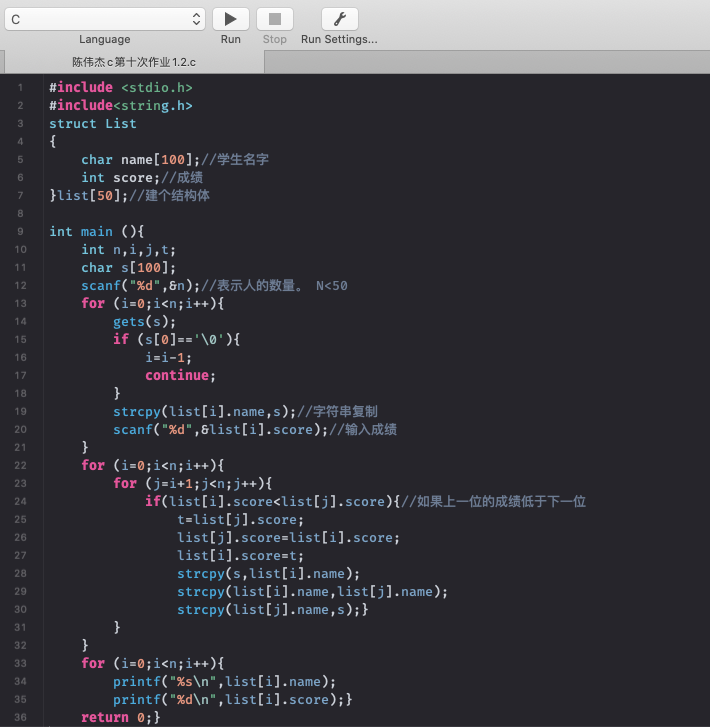 C
Language Run Stop Run Settings...
陈伟杰c第十次作业1.2.c
1 #include <stdio.h>
2 #include<string.h>
3 struct List
4 {
5 char name[100];//学生名字
6 int score;//成绩
7 }list[50];//建个结构体
8
9 int main (){
10 int n,i,j,t;
11 char s[100];
12 scanf("%d",&n);//表示人的数量。 N<50
13 for (i=0;i<n;i++){
14 gets(s);
15 if (s[0]=='\0'){
16 i=i-1;
17 continue;
18 }
19 strcpy(list[i].name,s);//字符串复制
20 scanf("%d",&list[i].score);//输入成绩
21 }
22 for (i=0;i<n;i++){
23 for (j=i+1;j<n;j++){
24 if(list[i].score<list[j].score){//如果上一位的成绩低于下一位
25 t=list[j].score;
26 list[j].score=list[i].score;
27 list[i].score=t;
28 strcpy(s,list[i].name);
29 strcpy(list[i].name,list[j].name);
30 strcpy(list[j].name,s);}
31 }
32 }
33 for (i=0;i<n;i++){
34 printf("%s\n",list[i].name);
35 printf("%d\n",list[i].score);}
36 return 0;}